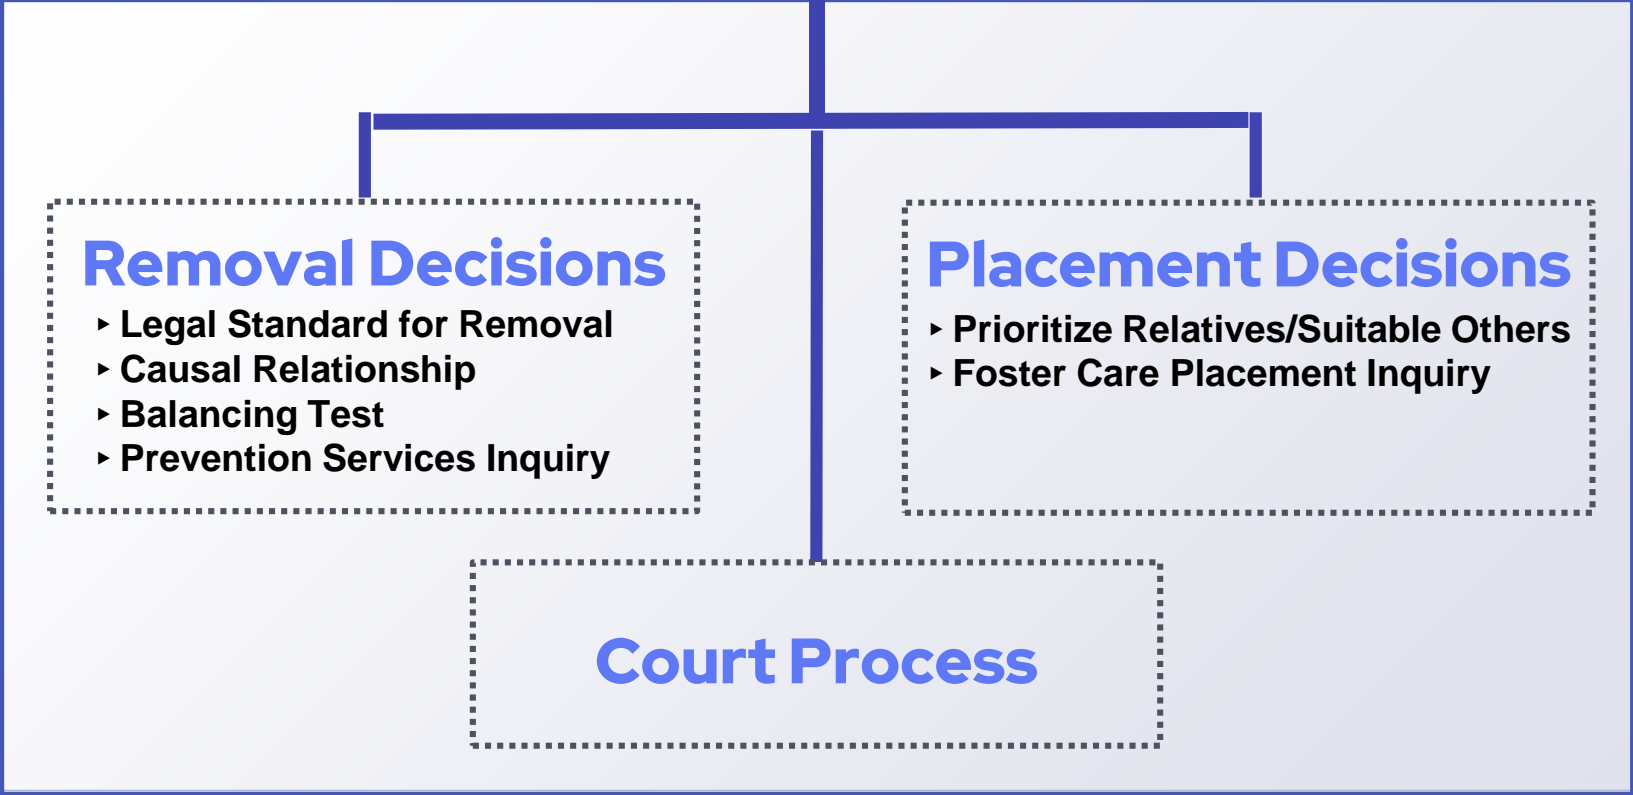 Removal Decisions
‣ Legal Standard for Removal
‣ Causal Relationship
‣ Balancing Test
‣ Prevention Services Inquiry
Placement Decisions
‣ Prioritize Relatives/Suitable Others
‣ Foster Care Placement Inquiry
Court Process